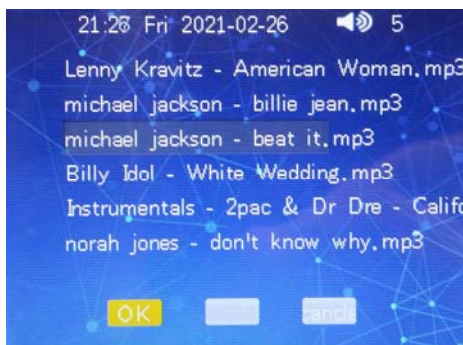 21:26 Fri 2021-02-26 5
Lenny Kravitz - American Woman.mp3
michael jackson - billie jean.mp3
michael jackson - beat it.mp3
Billy Idol - White Wedding.mp3
Instrumentals - 2pac & Dr Dre - Califo
norah jones - don't know why.mp3
OK
cancle